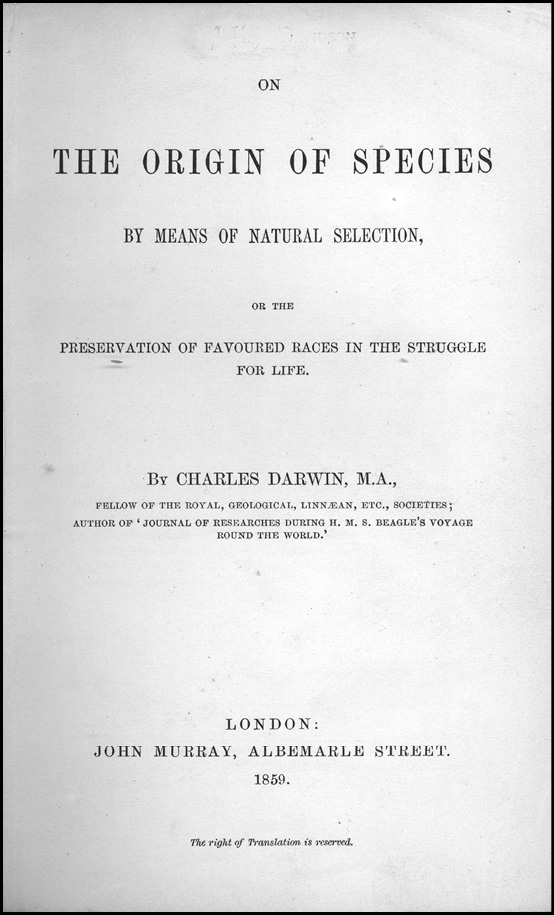 ON
THE ORIGIN OF SPECIES
BY MEANS OF NATURAL SELECTION,
OR THE
PRESERVATION OF FAVOURED RACES IN THE STRUGGLE
FOR LIFE.
BY CHARLES DARWIN, M.A.,
FELLOW OF THE ROYAL, GEOLOGICAL, LINNÆAN, ETC., SOCIETIES;
AUTHOR OF ‘JOURNAL OF RESEARCHES DURING H. M. S. BEAGLE’S VOYAGE
ROUND THE WORLD.’
LONDON:
JOHN MURRAY, ALBEMARLE STREET.
1859.
The right of Translation is reserved.